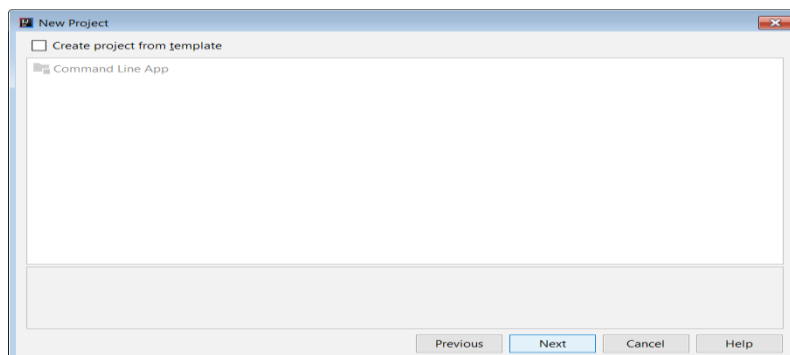 New Project
Create project from template
Command Line App
Previous Next Cancel Help